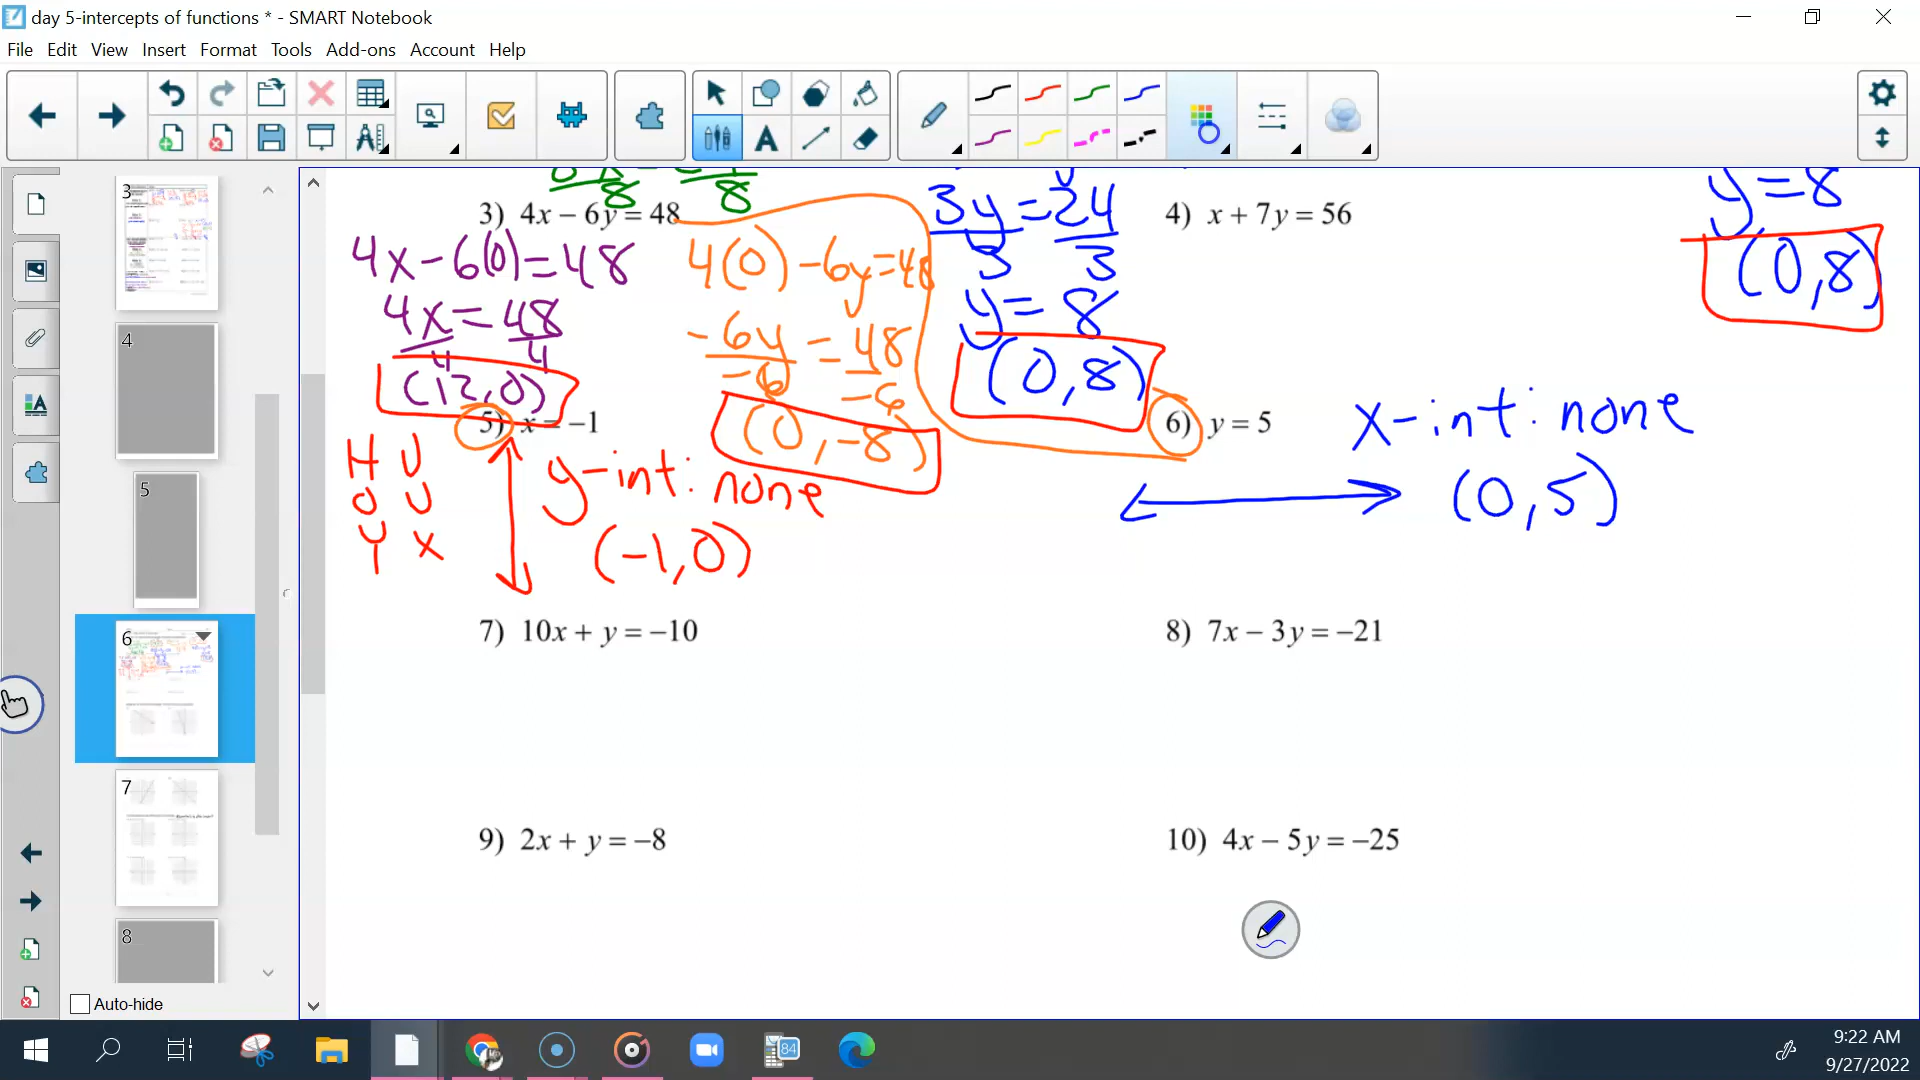 day 5-intercepts of functions * - SMART Notebook
File Edit View Insert Format Tools Add-ons Account Help
3
4
5
6
7
8
Auto-hide
8 8
3) 4x – 6y = 48
4x - 6(0) = 48
4x = 48
4 4
(12,0)
4(0) - 6y = 48
-6y = 48
-6 -6
(0,-8)
3y = 24
3 3
y = 8
(0,8)
4) x + 7y = 56
y = 8
(0,8)
5) x = –1
H V
O U
Y X
y-int: none
(-1,0)
6) y = 5
x-int: none
(0,5)
7) 10x + y = –10
8) 7x – 3y = –21
9) 2x + y = –8
10) 4x – 5y = –25
84
9:22 AM
9/27/2022